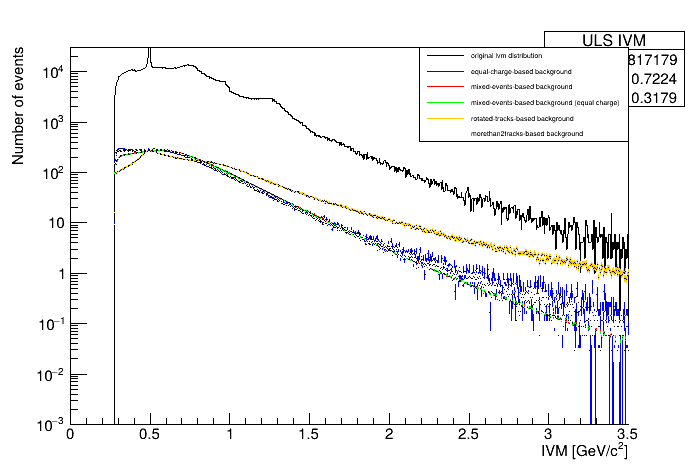 ULS IVM
817179
0.7224
0.3179
original ivm distribution
equal-charge-based background
mixed-events-based background
mixed-events-based background (equal charge)
rotated-tracks-based background
morethan2tracks-based background
Number of events
10⁴
10³
10²
10
1
10⁻¹
10⁻²
10⁻³
0 0.5 1 1.5 2 2.5 3 3.5
IVM [GeV/c²]